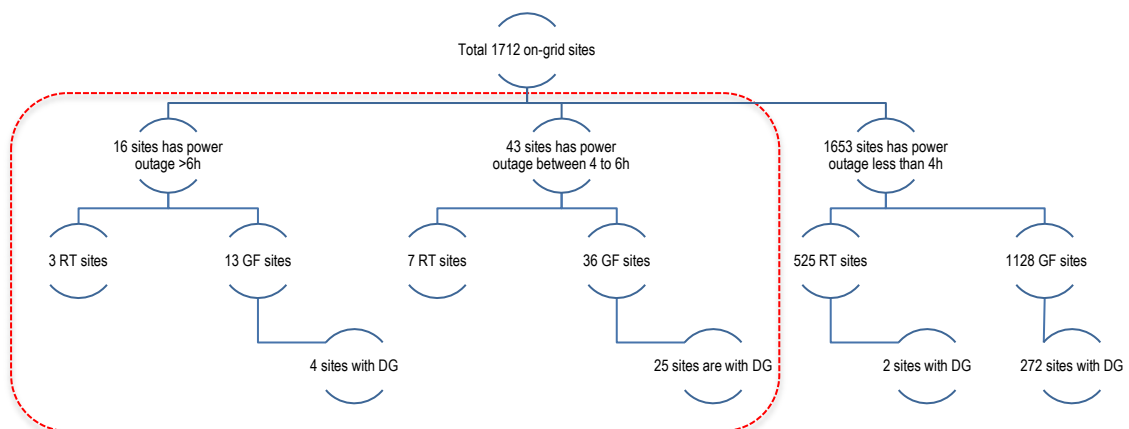 Total 1712 on-grid sites
16 sites has power
outage >6h
43 sites has power
outage between 4 to 6h
1653 sites has power
outage less than 4h
3 RT sites
13 GF sites
7 RT sites
36 GF sites
525 RT sites
1128 GF sites
4 sites with DG
25 sites are with DG
2 sites with DG
272 sites with DG